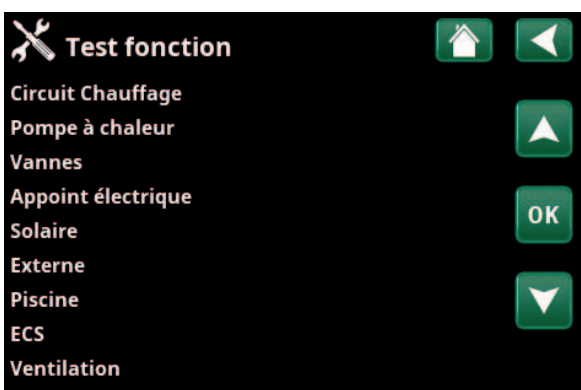 Test fonction
Circuit Chauffage
Pompe à chaleur
Vannes
Appoint électrique
Solaire
OK
Externe
Piscine
ECS
Ventilation